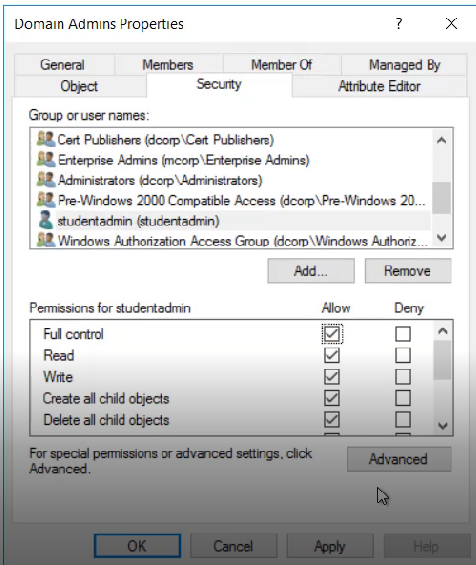 Domain Admins Properties
?
General Members Member Of Managed By
Object Security Attribute Editor
Group or user names:
Cert Publishers (dcorp\Cert Publishers)
Enterprise Admins (mcorp\Enterprise Admins)
Administrators (dcorp\Administrators)
Pre-Windows 2000 Compatible Access (dcorp\Pre-Windows 20...
studentadmin (studentadmin)
Windows Authorization Access Group (dcorp\Windows Authoriz...
Add... Remove
Permissions for studentadmin Allow Deny
Full control
Read
Write
Create all child objects
Delete all child objects
For special permissions or advanced settings, click
Advanced.
Advanced
OK Cancel Apply Help